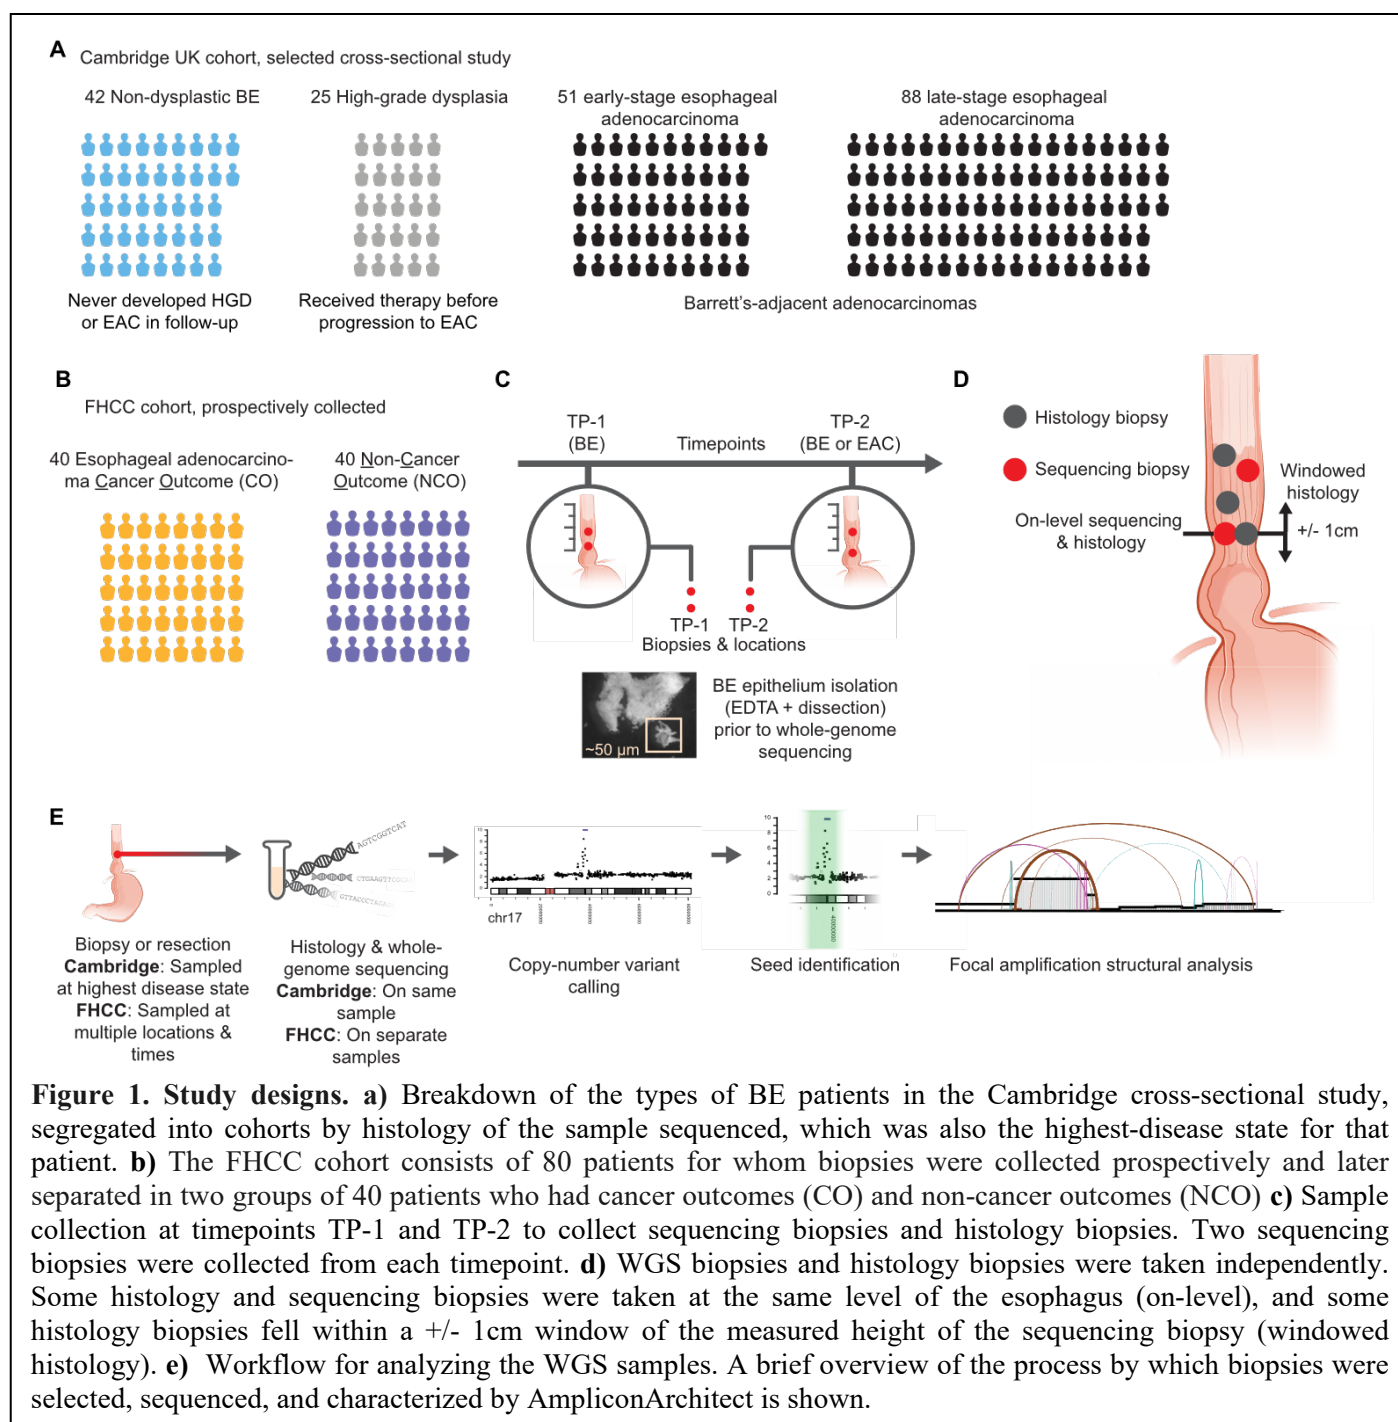 A
Cambridge UK cohort, selected cross-sectional study
42 Non-dysplastic BE
25 High-grade dysplasia
51 early-stage esophageal
adenocarcinoma
88 late-stage esophageal
adenocarcinoma
Never developed HGD
or EAC in follow-up
Received therapy before
progression to EAC
Barrett's-adjacent adenocarcinomas
B
FHCC cohort, prospectively collected
40 Esophageal adenocarcino-
ma Cancer Outcome (CO)
40 Non-Cancer
Outcome (NCO)
C
TP-1
(BE)
Timepoints
TP-2
(BE or EAC)
TP-1
TP-2
Biopsies & locations
~50 µm
BE epithelium isolation
(EDTA + dissection)
prior to whole-genome
sequencing
D
Histology biopsy
Sequencing biopsy
Windowed
histology
On-level sequencing
& histology
+/- 1cm
E
Biopsy or resection
Cambridge: Sampled
at highest disease state
FHCC: Sampled at
multiple locations &
times
AGTCGGTCAT
Histology & whole-
genome sequencing
Cambridge: On same
sample
FHCC: On separate
samples
10
8
6
4
2
0
chr17
Copy-number variant
calling
10
8
6
4
2
0
Seed identification
Focal amplification structural analysis
Figure 1. Study designs. a) Breakdown of the types of BE patients in the Cambridge cross-sectional study,
segregated into cohorts by histology of the sample sequenced, which was also the highest-disease state for that
patient. b) The FHCC cohort consists of 80 patients for whom biopsies were collected prospectively and later
separated in two groups of 40 patients who had cancer outcomes (CO) and non-cancer outcomes (NCO) c) Sample
collection at timepoints TP-1 and TP-2 to collect sequencing biopsies and histology biopsies. Two sequencing
biopsies were collected from each timepoint. d) WGS biopsies and histology biopsies were taken independently.
Some histology and sequencing biopsies were taken at the same level of the esophagus (on-level), and some
histology biopsies fell within a +/- 1cm window of the measured height of the sequencing biopsy (windowed
histology). e) Workflow for analyzing the WGS samples. A brief overview of the process by which biopsies were
selected, sequenced, and characterized by AmpliconArchitect is shown.